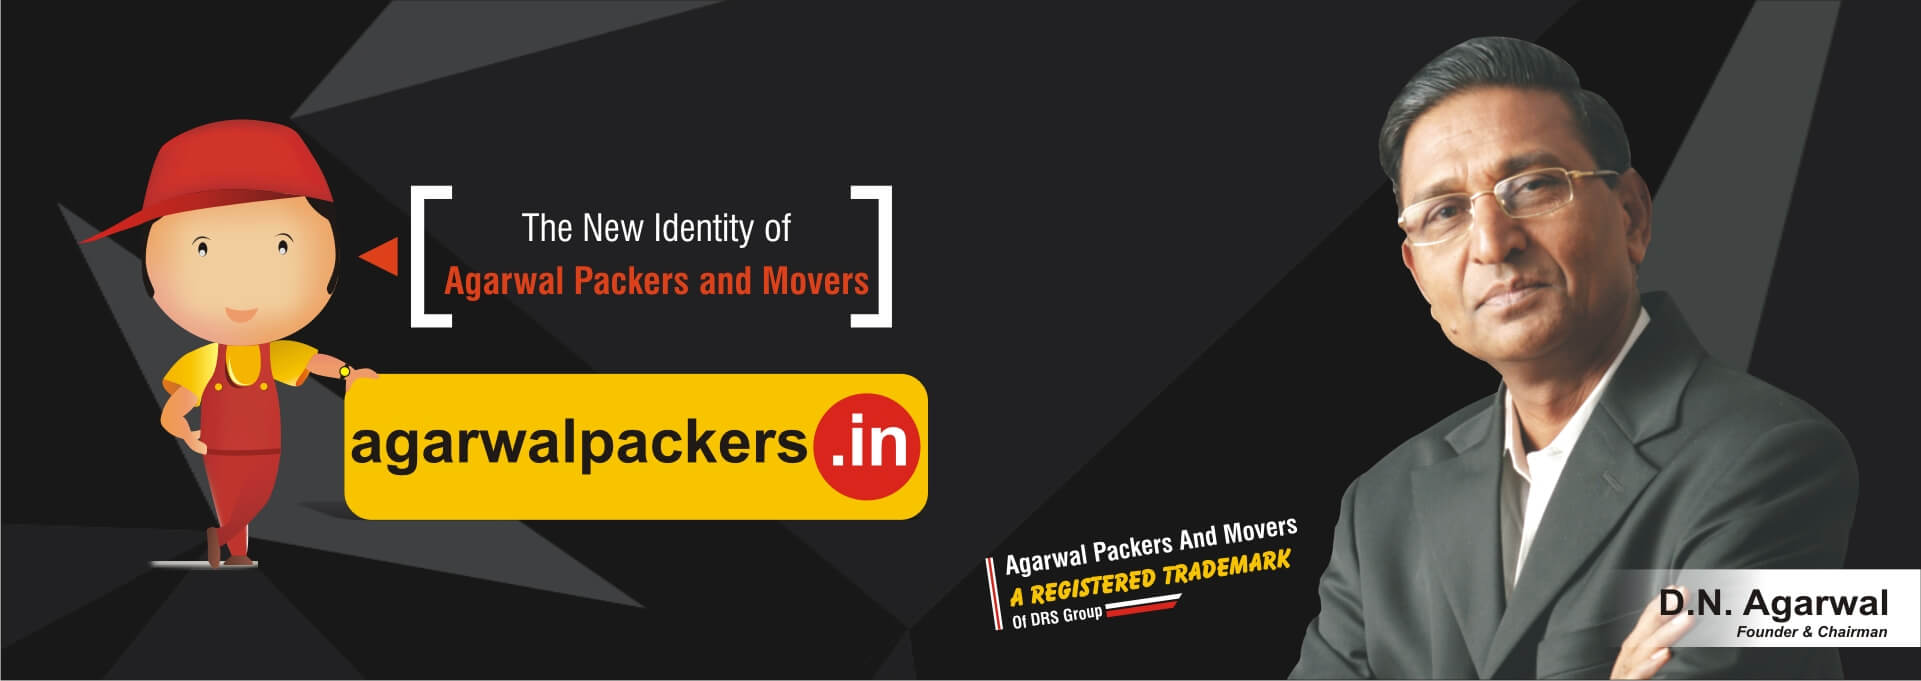 The New Identity of
Agarwal Packers and Movers
agarwalpackers.in
Agarwal Packers And Movers
A REGISTERED TRADEMARK
Of DRS Group
D.N. Agarwal
Founder & Chairman